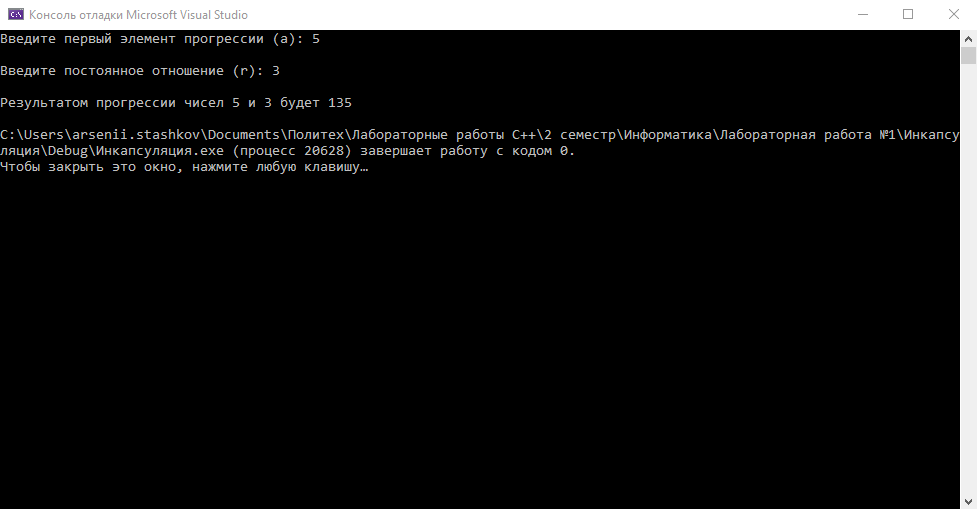 Консоль отладки Microsoft Visual Studio
Введите первый элемент прогрессии (a): 5
Введите постоянное отношение (r): 3
Результатом прогрессии чисел 5 и 3 будет 135
C:\Users\arsenii.stashkov\Documents\Политех\Лабораторные работы C++\2 семестр\Информатика\Лабораторная работа №1\Инкапсу
ляция\Debug\Инкапсуляция.exe (процесс 20628) завершает работу с кодом 0.
Чтобы закрыть это окно, нажмите любую клавишу…